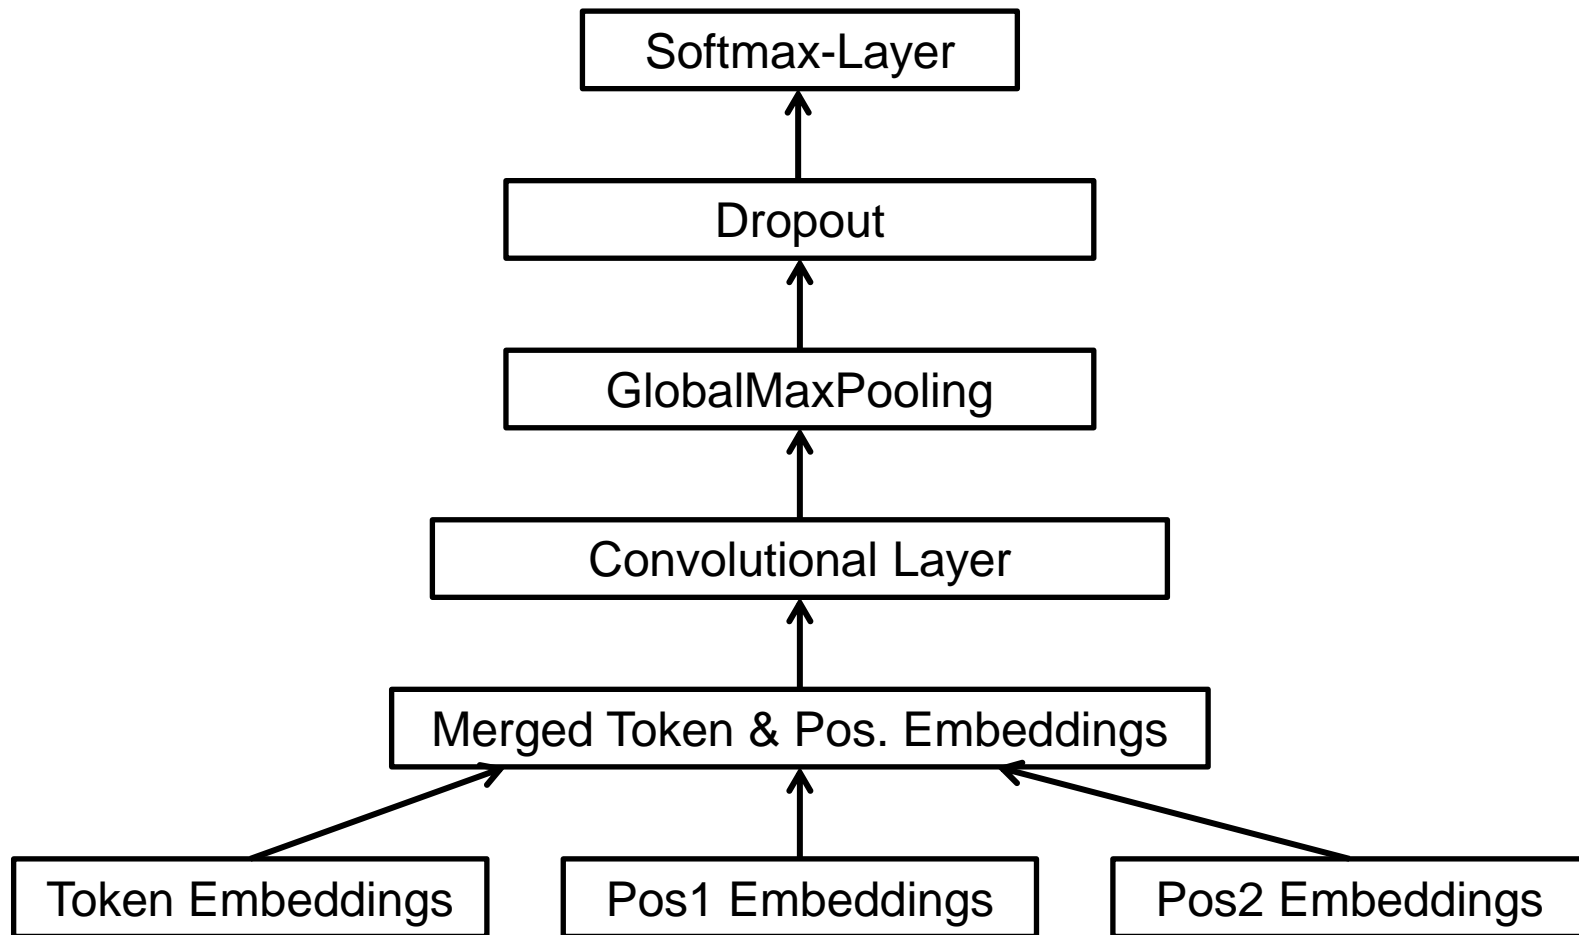 Softmax-Layer
Dropout
GlobalMaxPooling
Convolutional Layer
Merged Token & Pos. Embeddings
Token Embeddings
Pos1 Embeddings
Pos2 Embeddings